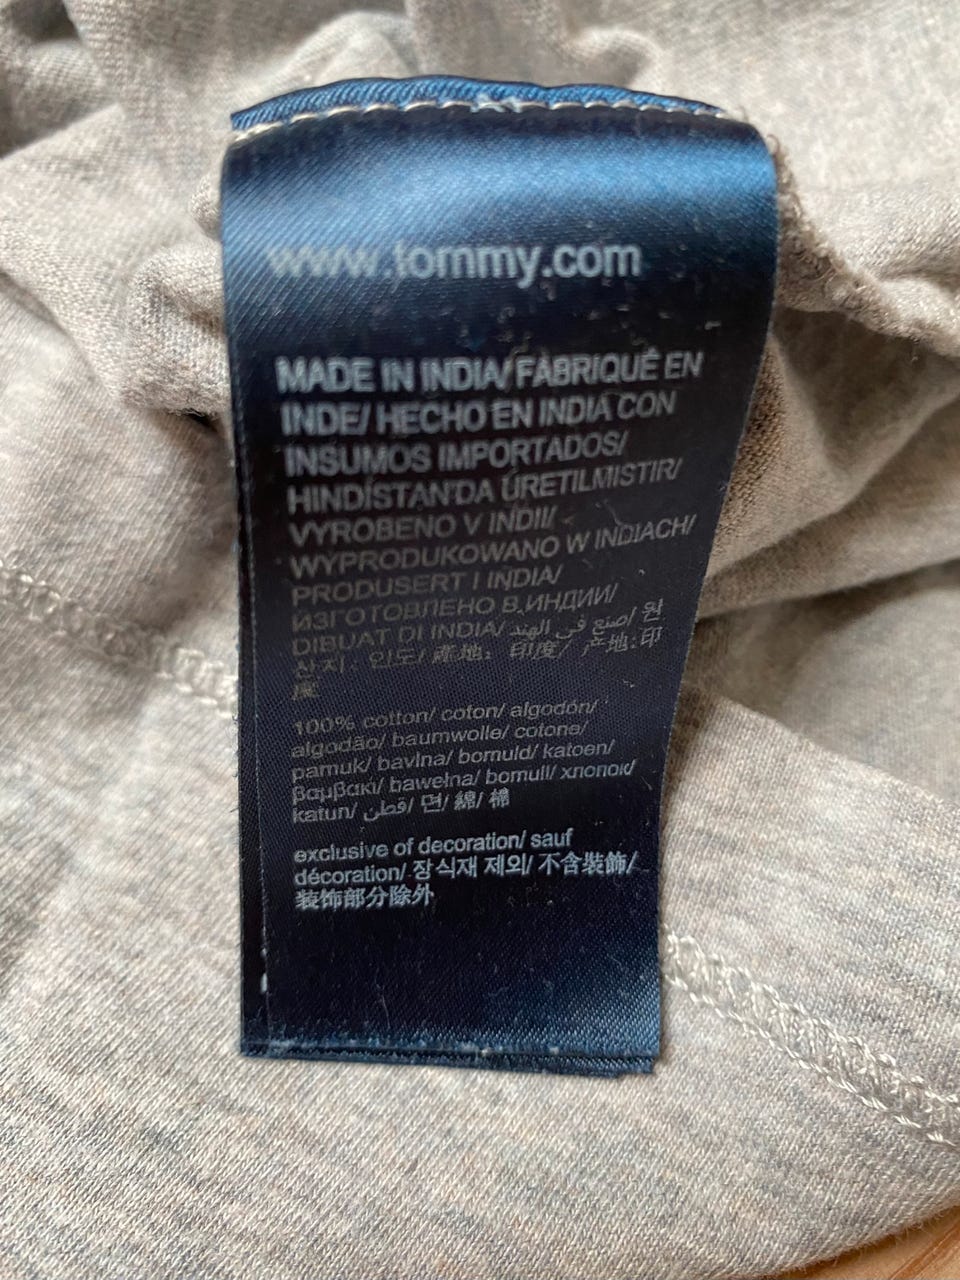 www.tommy.com
MADE IN INDIA/ FABRIQUÉ EN
INDE/ HECHO EN INDIA CON
INSUMOS IMPORTADOS/
HINDİSTAN'DA ÜRETILMISTIR/
VYROBENO V INDII/
WYPRODUKOWANO W INDIACH/
PRODUSERT I INDIA/
ИЗГОТОВЛЕНО В ИНДИИ/
DIBUAT DI INDIA/ صنع في الهند/ 원
산지: 인도/ 產地: 印度/ 产地:印
度
100% cotton/ coton/ algodón/
algodão/ baumwolle/ cotone/
pamuk/ bavlna/ bomuld/ katoen/
βαμβακι/ bawełna/ bomull/ хлопок/
katun/ قطن/ 면/ 綿/ 棉
exclusive of decoration/ sauf
décoration/ 장식재 제외/ 不含裝飾/
装饰部分除外